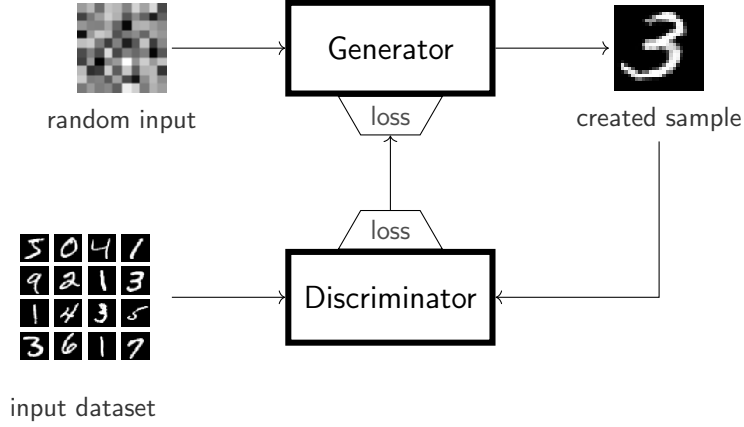 Generator
3
random input
loss
created sample
loss
5 0 4 1
9 2 1 3
1 4 3 5
3 6 1 7
Discriminator
input dataset